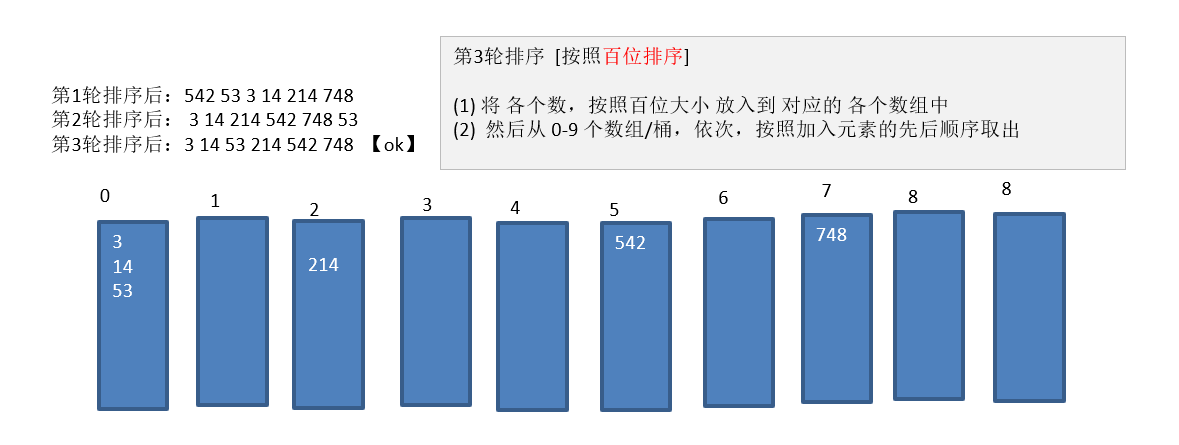 第3轮排序 [按照百位排序]
(1) 将 各个数，按照百位大小 放入到 对应的 各个数组中
(2) 然后从 0-9 个数组/桶，依次，按照加入元素的先后顺序取出
第1轮排序后：542 53 3 14 214 748
第2轮排序后： 3 14 214 542 748 53
第3轮排序后：3 14 53 214 542 748 【ok】
0 1 2 3 4 5 6 7 8 8
3
14
53
214
542
748